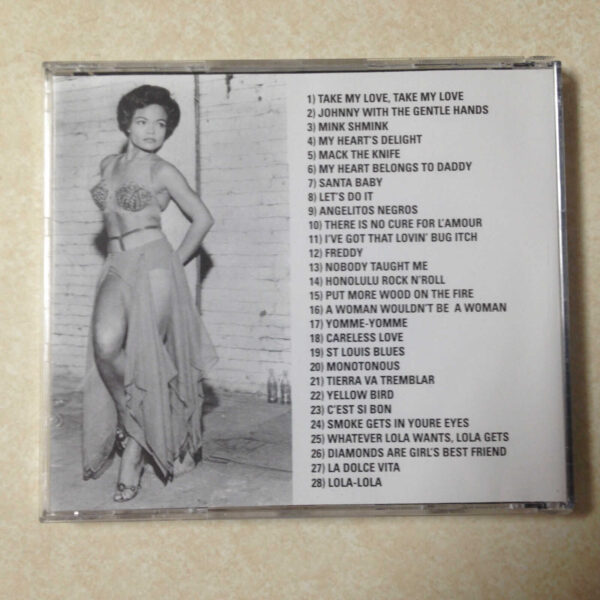 1) TAKE MY LOVE, TAKE MY LOVE
2) JOHNNY WITH THE GENTLE HANDS
3) MINK SHMINK
4) MY HEART'S DELIGHT
5) MACK THE KNIFE
6) MY HEART BELONGS TO DADDY
7) SANTA BABY
8) LET'S DO IT
9) ANGELITOS NEGROS
10) THERE IS NO CURE FOR L'AMOUR
11) I'VE GOT THAT LOVIN' BUG ITCH
12) FREDDY
13) NOBODY TAUGHT ME
14) HONOLULU ROCK N'ROLL
15) PUT MORE WOOD ON THE FIRE
16) A WOMAN WOULDN'T BE A WOMAN
17) YOMME-YOMME
18) CARELESS LOVE
19) ST LOUIS BLUES
20) MONOTONOUS
21) TIERRA VA TREMBLAR
22) YELLOW BIRD
23) C'EST SI BON
24) SMOKE GETS IN YOURE EYES
25) WHATEVER LOLA WANTS, LOLA GETS
26) DIAMONDS ARE GIRL'S BEST FRIEND
27) LA DOLCE VITA
28) LOLA-LOLA